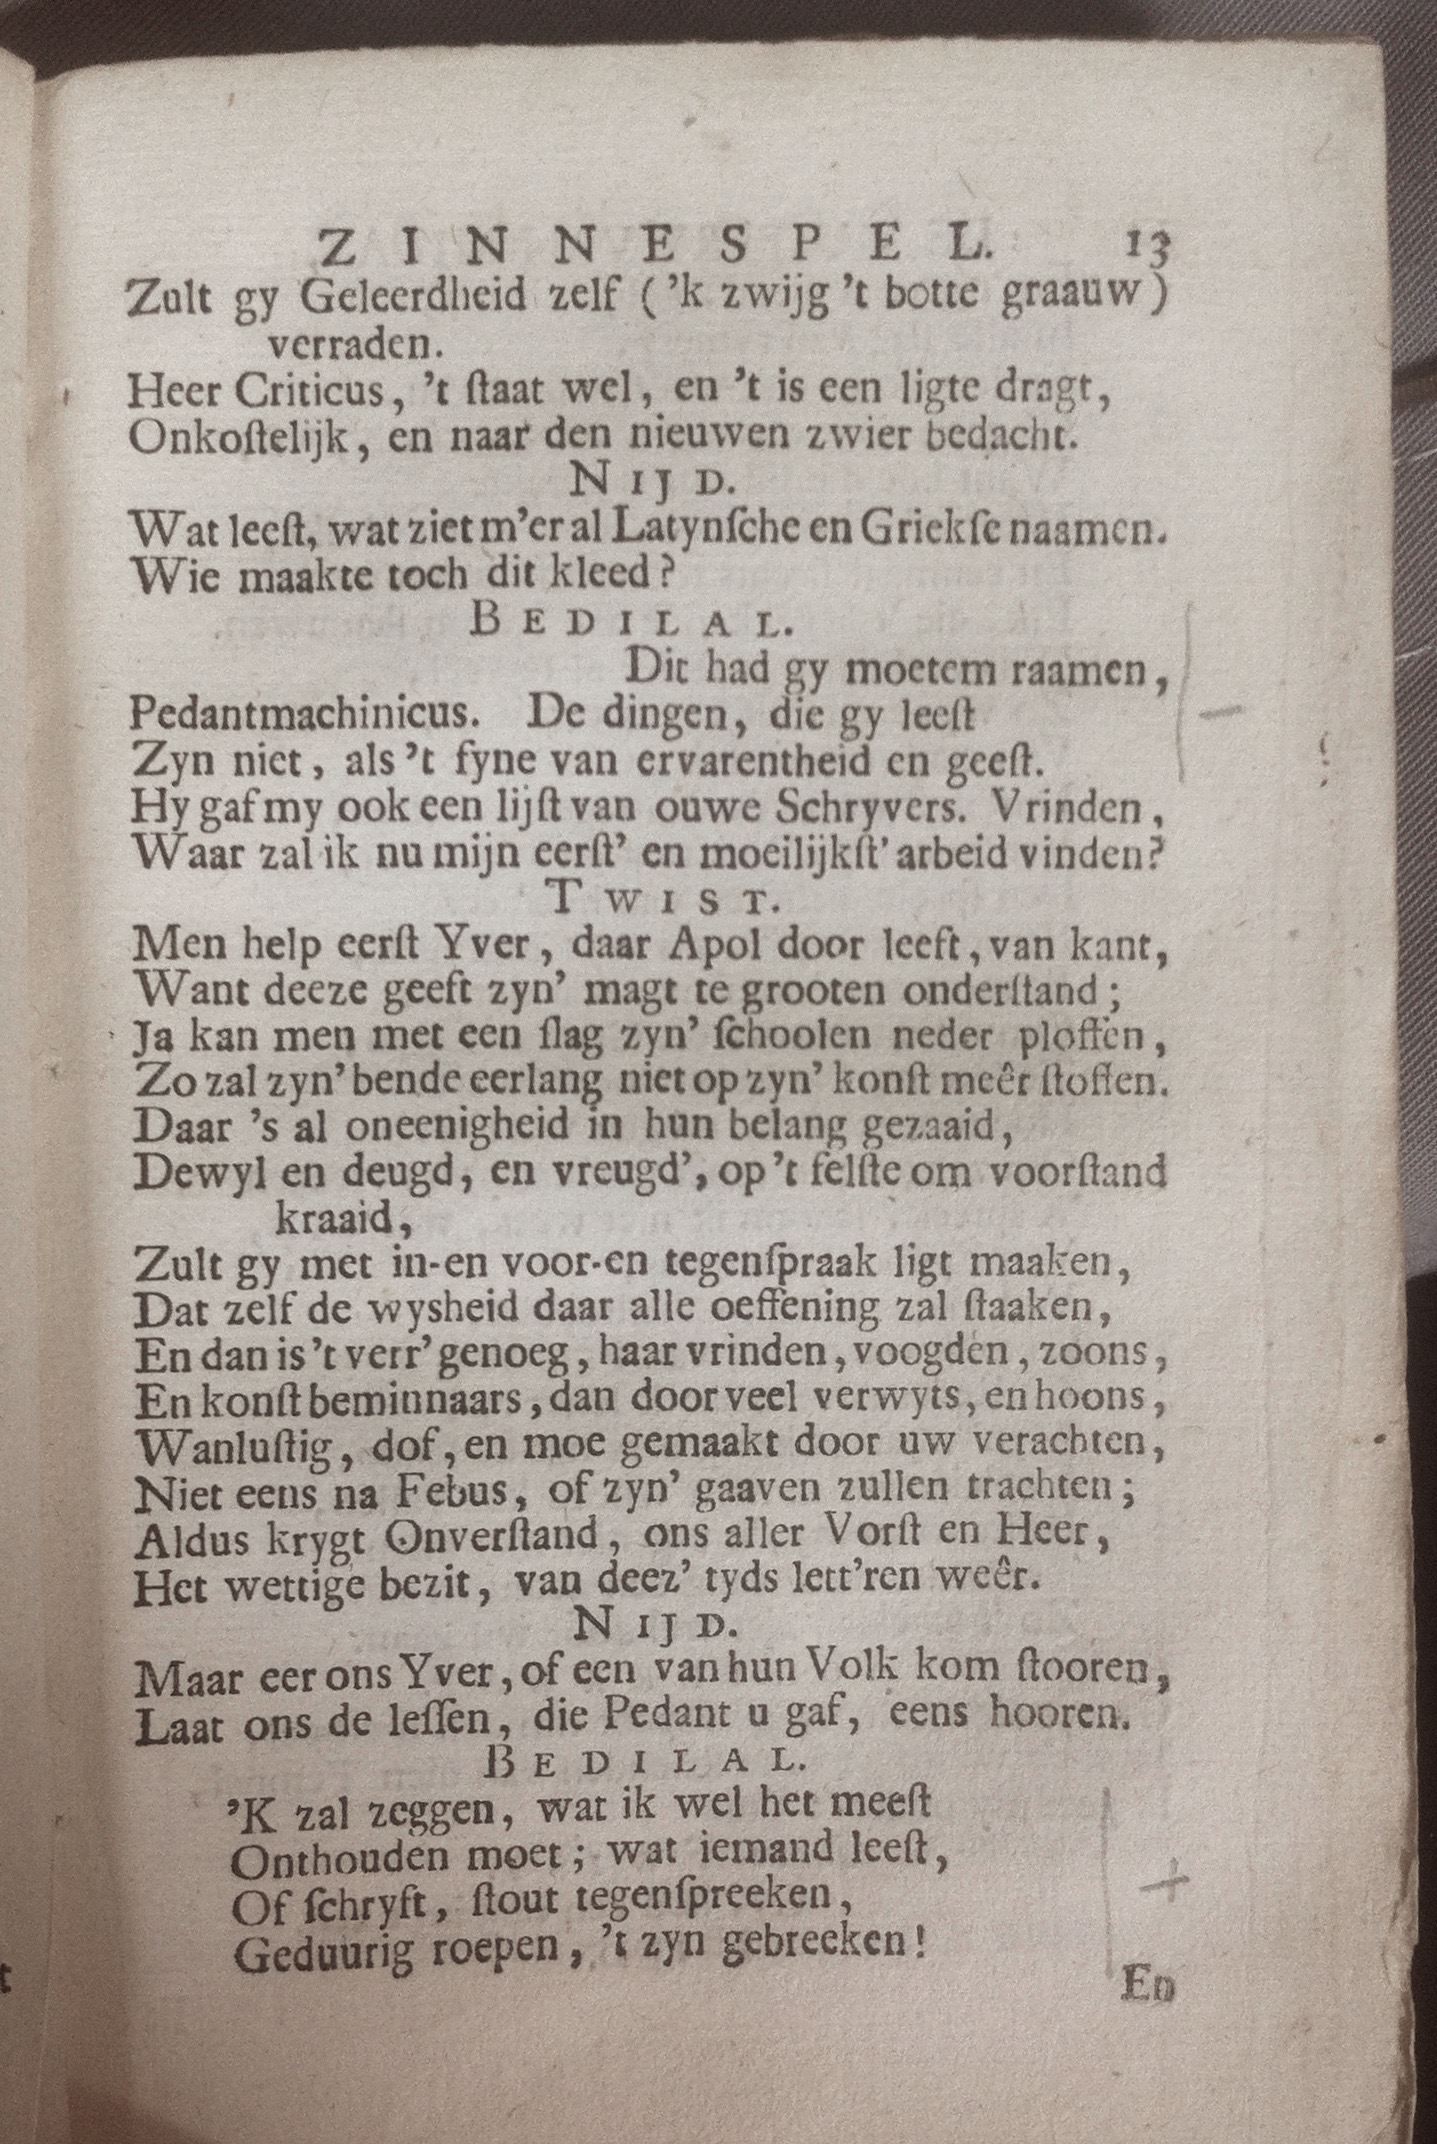 ZINNESPEL. 13
Zult gy Geleerdheid zelf ('k zwijg 't botte graauw)
verraden.
Heer Criticus, 't ſtaat wel, en 't is een ligte dragt,
Onkoſtelijk, en naar den nieuwen zwier bedacht.
NIJD.
Wat leeſt, wat ziet m'er al Latynſche en Griekſe naamen.
Wie maakte toch dit kleed?
BEDILAL.
Dit had gy moetem raamen,
Pedantmachinicus. De dingen, die gy leeſt
Zyn niet, als 't fyne van ervarentheid en geeſt.
Hy gaf my ook een lijſt van ouwe Schryvers. Vrinden,
Waar zal ik nu mijn eerſt' en moeilijkſt' arbeid vinden?
TWIST.
Men help eerſt Yver, daar Apol door leeft, van kant,
Want deeze geeft zyn' magt te grooten onderſtand;
Ja kan men met een ſlag zyn' ſchoolen neder ploffen,
Zo zal zyn' bende eerlang niet op zyn' konſt meêr ſtoffen.
Daar 's al oneenigheid in hun belang gezaaid,
Dewyl en deugd, en vreugd', op 't felſte om voorſtand
kraaid,
Zult gy met in-en voor-en tegenſpraak ligt maaken,
Dat zelf de wysheid daar alle oeffening zal ſtaaken,
En dan is 't verr' genoeg, haar vrinden, voogden, zoons,
En konſtbeminnaars, dan door veel verwyts, en hoons,
Wanluſtig, dof, en moe gemaakt door uw verachten,
Niet eens na Febus, of zyn' gaaven zullen trachten;
Aldus krygt Onverſtand, ons aller Vorſt en Heer,
Het wettige bezit, van deez' tyds lett'ren weêr.
NIJD.
Maar eer ons Yver, of een van hun Volk kom ſtooren,
Laat ons de leſſen, die Pedant u gaf, eens hooren.
BEDILAL.
'K zal zeggen, wat ik wel het meeſt
Onthouden moet; wat iemand leeſt,
Of ſchryft, ſtout tegenſpreeken,
Geduurig roepen, 't zyn gebreeken!
En